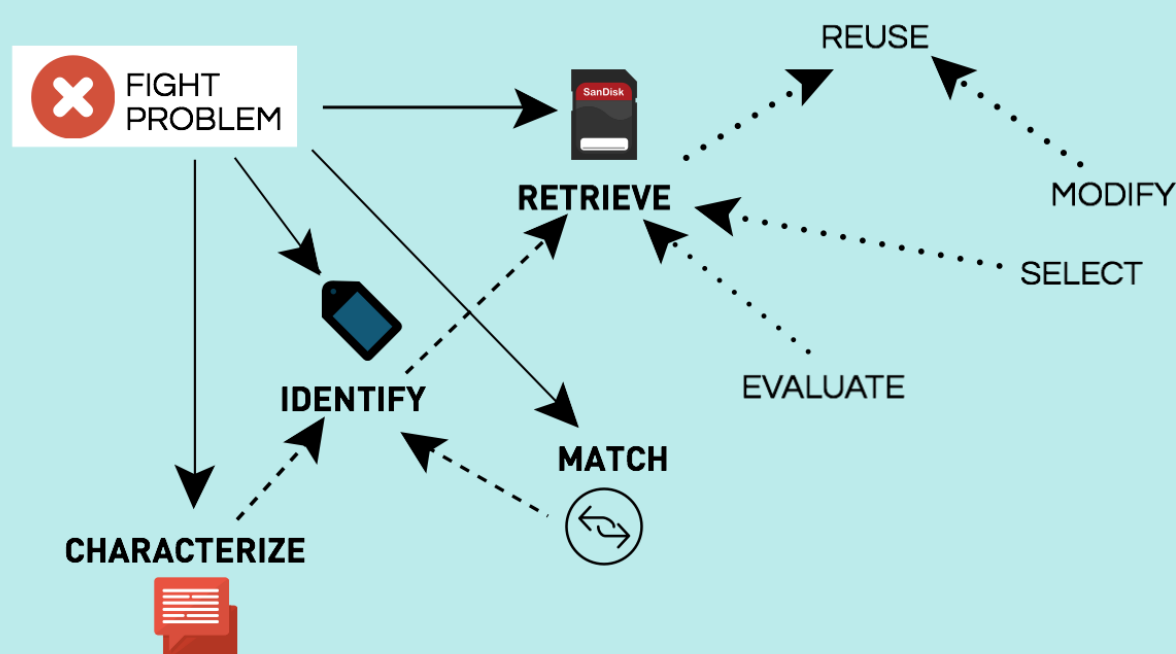 REUSE
FIGHT
PROBLEM
SanDisk
RETRIEVE
MODIFY
SELECT
EVALUATE
IDENTIFY
MATCH
CHARACTERIZE